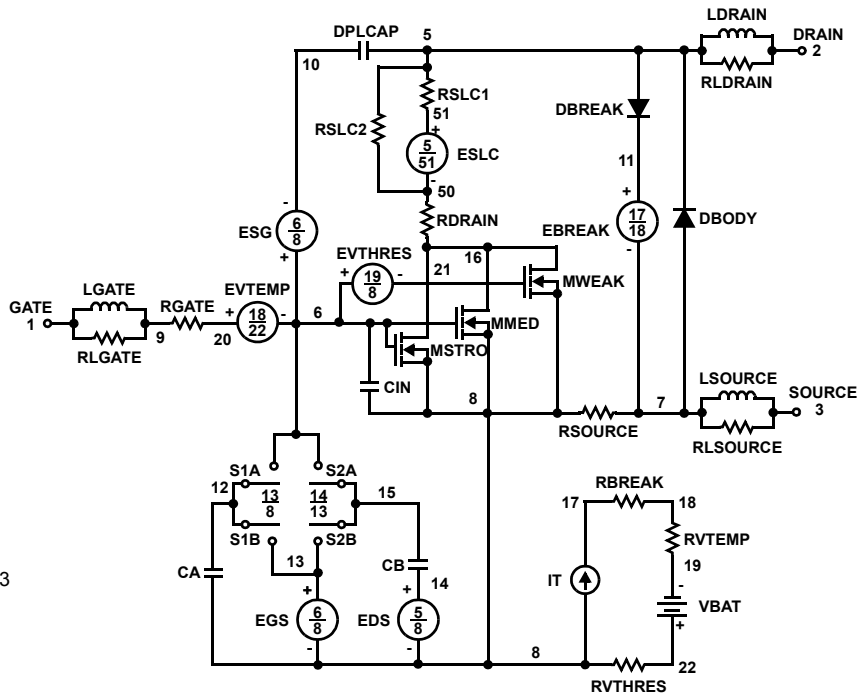 LDRAIN
DPLCAP 5 DRAIN
10 2
RLDRAIN
RSLC1
51
RSLC2
+
5
51
ESLC
-
50
DBREAK
11
+
17
18
EBREAK
-
DBODY
-
6
8
ESG
+
RDRAIN
EVTHRES
+ 19 8 -
21
16
MWEAK
LGATE
GATE
1
RLGATE
9
RGATE
20
EVTEMP
+ 18 22 -
6
MMED
MSTRO
CIN
8
RSOURCE
7
LSOURCE
SOURCE
3
RLSOURCE
12
S1A
S2A
13
8
14
13
15
S1B
S2B
13
CA
CB
14
+
6
8
EGS
-
+
5
8
EDS
-
RBREAK
17 18
RVTEMP
19
IT
-
VBAT
+
8
22
RVTHRES
3